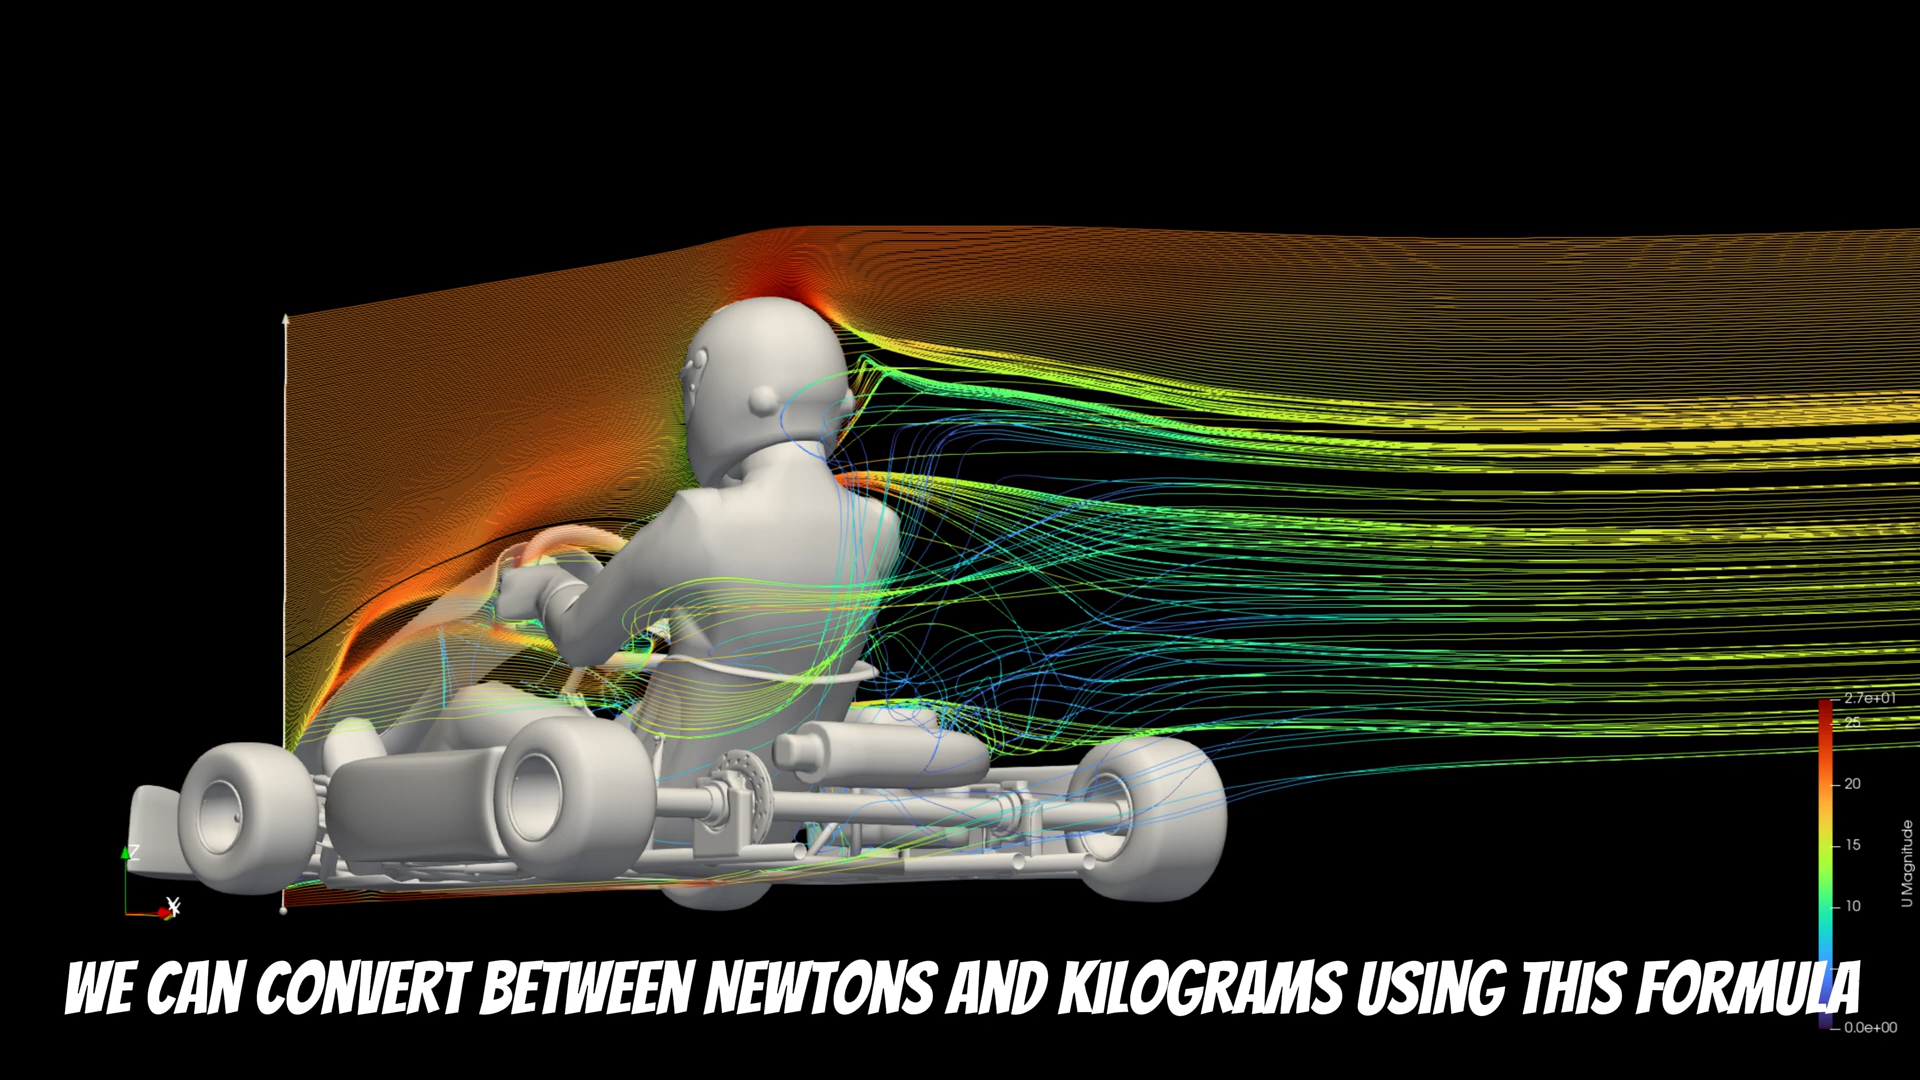 2.7e+01
25
20
15
10
U Magnitude
0.0e+00
Z
WE CAN CONVERT BETWEEN NEWTONS AND KILOGRAMS USING THIS FORMULA